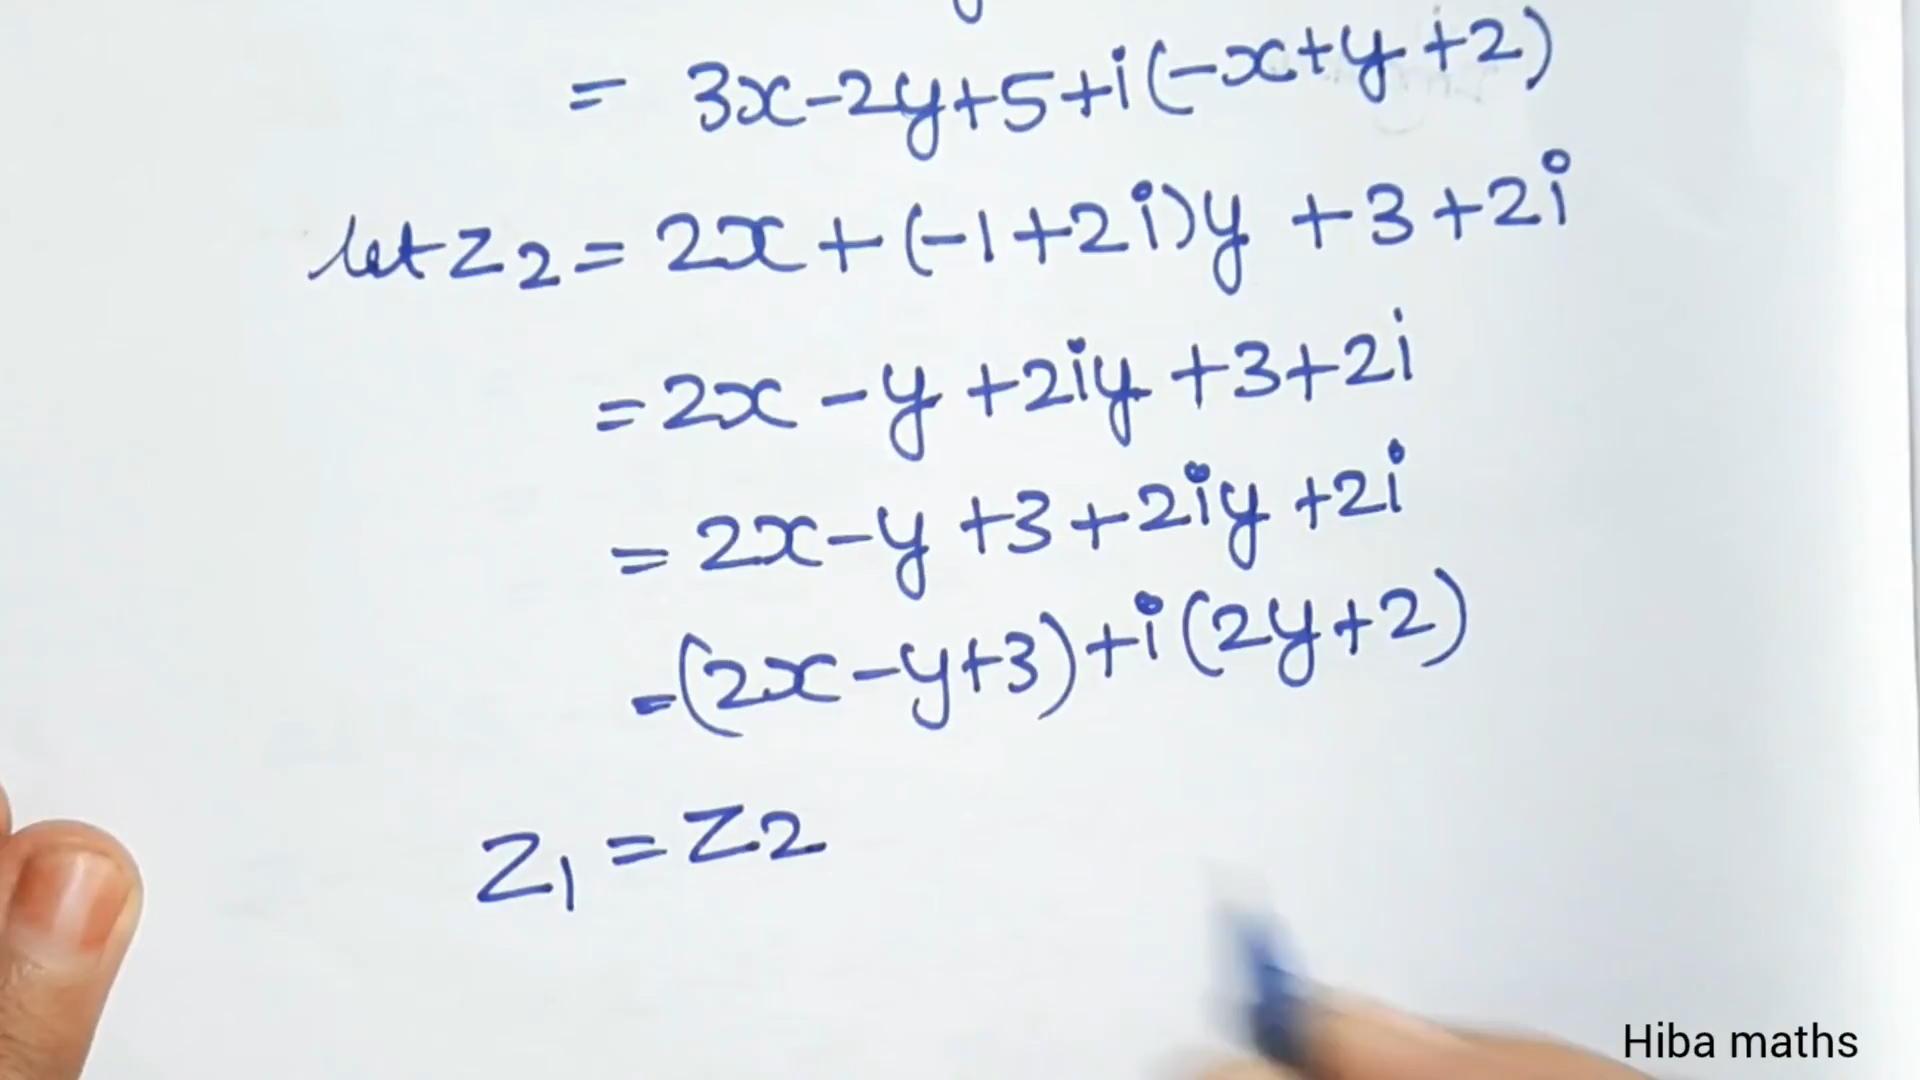 = 3x-2y+5+i(-x+y+2)
let z2 = 2x+(-1+2i)y +3+2i
= 2x -y +2iy +3+2i
= 2x-y +3+2iy +2i
=(2x-y+3)+i(2y+2)
Z1 = Z2
Hiba maths